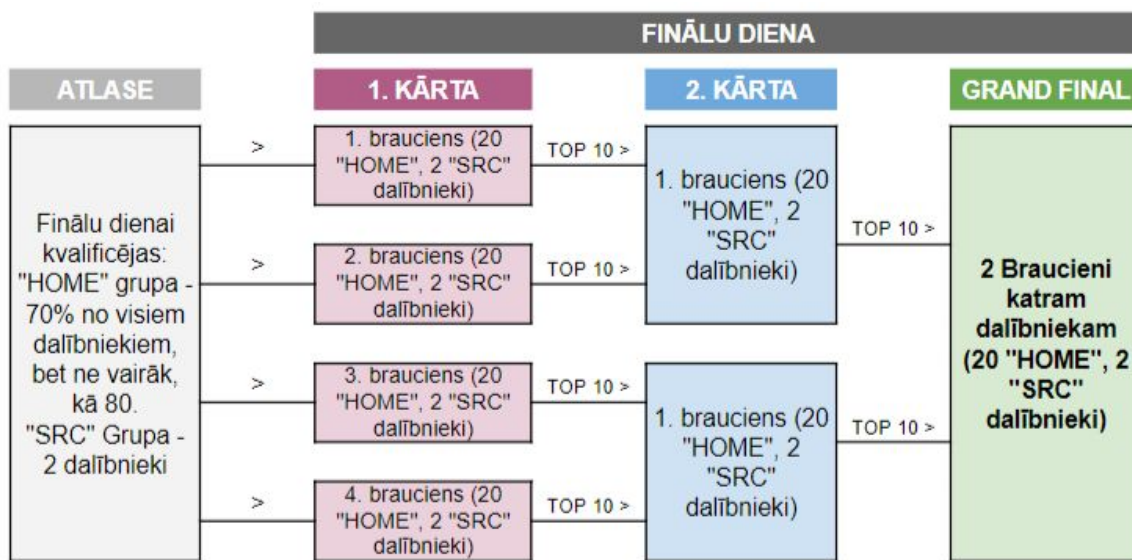 FINĀLU DIENA
ATLASE
1. KĀRTA
2. KĀRTA
GRAND FINAL
Finālu dienai
kvalificējas:
"HOME" grupa -
70% no visiem
dalībniekiem,
bet ne vairāk,
kā 80.
"SRC" Grupa -
2 dalībnieki
>
>
>
>
1. brauciens (20
"HOME", 2 "SRC"
dalībnieki)
2. brauciens (20
"HOME", 2 "SRC"
dalībnieki)
3. brauciens (20
"HOME", 2 "SRC"
dalībnieki)
4. brauciens (20
"HOME", 2 "SRC"
dalībnieki)
TOP 10 >
TOP 10 >
TOP 10 >
TOP 10 >
1. brauciens (20
"HOME", 2
"SRC"
dalībnieki)
1. brauciens (20
"HOME", 2
"SRC"
dalībnieki)
TOP 10 >
TOP 10 >
2 Braucieni
katram
dalībniekam
(20 "HOME", 2
"SRC"
dalībnieki)